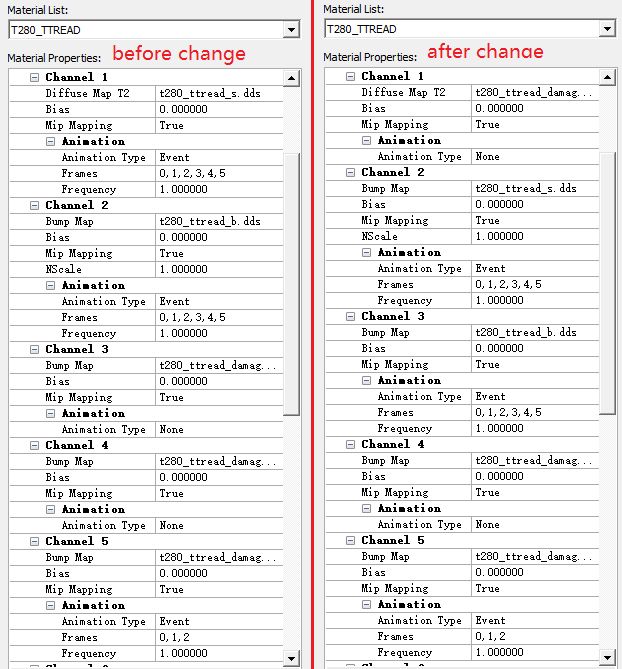 Material List:
T280_TTREAD
Material Properties: before change
Channel 1
Diffuse Map T2 t280_ttread_s.dds
Bias 0.000000
Mip Mapping True
Animation
Animation Type Event
Frames 0,1,2,3,4,5
Frequency 1.000000
Channel 2
Bump Map t280_ttread_b.dds
Bias 0.000000
Mip Mapping True
NScale 1.000000
Animation
Animation Type Event
Frames 0,1,2,3,4,5
Frequency 1.000000
Channel 3
Bump Map t280_ttread_damag...
Bias 0.000000
Mip Mapping True
Animation
Animation Type None
Channel 4
Bump Map t280_ttread_damag...
Bias 0.000000
Mip Mapping True
Animation
Animation Type None
Channel 5
Bump Map t280_ttread_damag...
Bias 0.000000
Mip Mapping True
Animation
Animation Type Event
Frames 0,1,2
Frequency 1.000000
Material List:
T280_TTREAD
Material Properties: after change
Channel 1
Diffuse Map T2 t280_ttread_damag...
Bias 0.000000
Mip Mapping True
Animation
Animation Type None
Channel 2
Bump Map t280_ttread_s.dds
Bias 0.000000
Mip Mapping True
NScale 1.000000
Animation
Animation Type Event
Frames 0,1,2,3,4,5
Frequency 1.000000
Channel 3
Bump Map t280_ttread_b.dds
Bias 0.000000
Mip Mapping True
Animation
Animation Type Event
Frames 0,1,2,3,4,5
Frequency 1.000000
Channel 4
Bump Map t280_ttread_damag...
Bias 0.000000
Mip Mapping True
Animation
Animation Type None
Channel 5
Bump Map t280_ttread_damag...
Bias 0.000000
Mip Mapping True
Animation
Animation Type Event
Frames 0,1,2
Frequency 1.000000